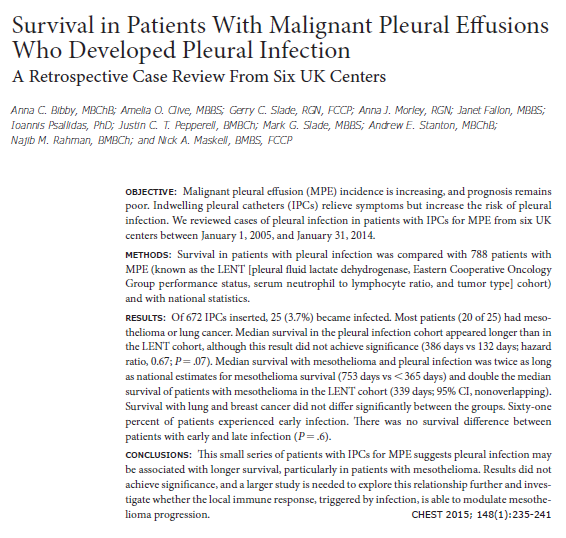 Survival in Patients With Malignant Pleural Effusions
Who Developed Pleural Infection
A Retrospective Case Review From Six UK Centers
Anna C. Bibby, MBChB; Amelia O. Clive, MBBS; Gerry C. Slade, RGN, FCCP; Anna J. Morley, RGN; Janet Fallon, MBBS;
Ioannis Psallidas, PhD; Justin C. T. Pepperell, BMBCh; Mark G. Slade, MBBS; Andrew E. Stanton, MBChB;
Najib M. Rahman, BMBCh; and Nick A. Maskell, BMBS, FCCP
OBJECTIVE: Malignant pleural effusion (MPE) incidence is increasing, and prognosis remains
poor. Indwelling pleural catheters (IPCs) relieve symptoms but increase the risk of pleural
infection. We reviewed cases of pleural infection in patients with IPCs for MPE from six UK
centers between January 1, 2005, and January 31, 2014.
METHODS: Survival in patients with pleural infection was compared with 788 patients with
MPE (known as the LENT [pleural fluid lactate dehydrogenase, Eastern Cooperative Oncology
Group performance status, serum neutrophil to lymphocyte ratio, and tumor type] cohort)
and with national statistics.
RESULTS: Of 672 IPCs inserted, 25 (3.7%) became infected. Most patients (20 of 25) had meso-
thelioma or lung cancer. Median survival in the pleural infection cohort appeared longer than in
the LENT cohort, although this result did not achieve significance (386 days vs 132 days; hazard
ratio, 0.67; P = .07). Median survival with mesothelioma and pleural infection was twice as long
as national estimates for mesothelioma survival (753 days vs < 365 days) and double the median
survival of patients with mesothelioma in the LENT cohort (339 days; 95% CI, nonoverlapping).
Survival with lung and breast cancer did not differ significantly between the groups. Sixty-one
percent of patients experienced early infection. There was no survival difference between
patients with early and late infection (P = .6).
CONCLUSIONS: This small series of patients with IPCs for MPE suggests pleural infection may
be associated with longer survival, particularly in patients with mesothelioma. Results did not
achieve significance, and a larger study is needed to explore this relationship further and inves-
tigate whether the local immune response, triggered by infection, is able to modulate mesothe-
lioma progression. CHEST 2015; 148(1):235-241